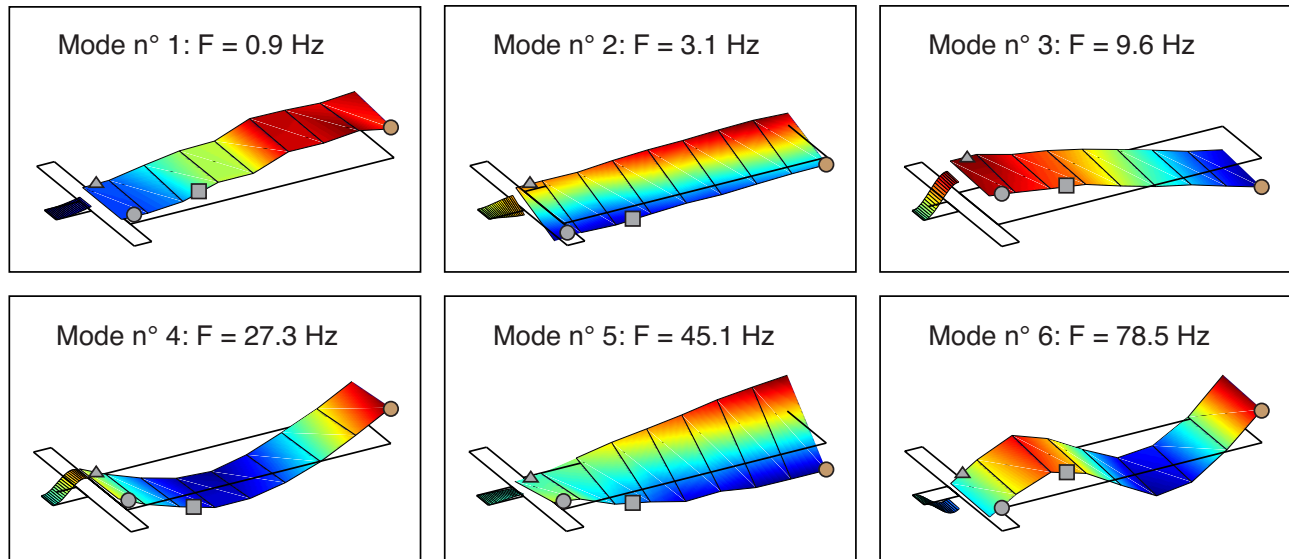 Mode n° 1: F = 0.9 Hz
Mode n° 2: F = 3.1 Hz
Mode n° 3: F = 9.6 Hz
Mode n° 4: F = 27.3 Hz
Mode n° 5: F = 45.1 Hz
Mode n° 6: F = 78.5 Hz